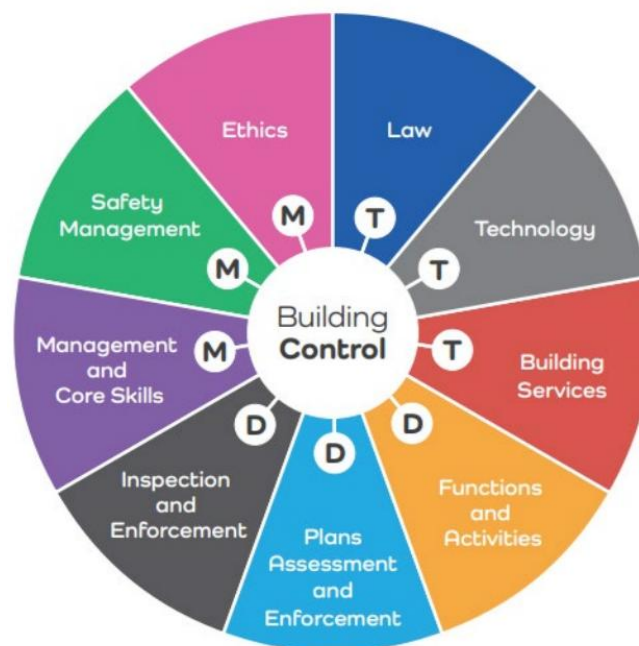 Ethics
M
Law
T
Technology
T
Building
Services
T
Functions
and
Activities
D
Plans
Assessment
and
Enforcement
D
Inspection
and
Enforcement
D
Management
and
Core Skills
M
Safety
Management
M
Building
Control